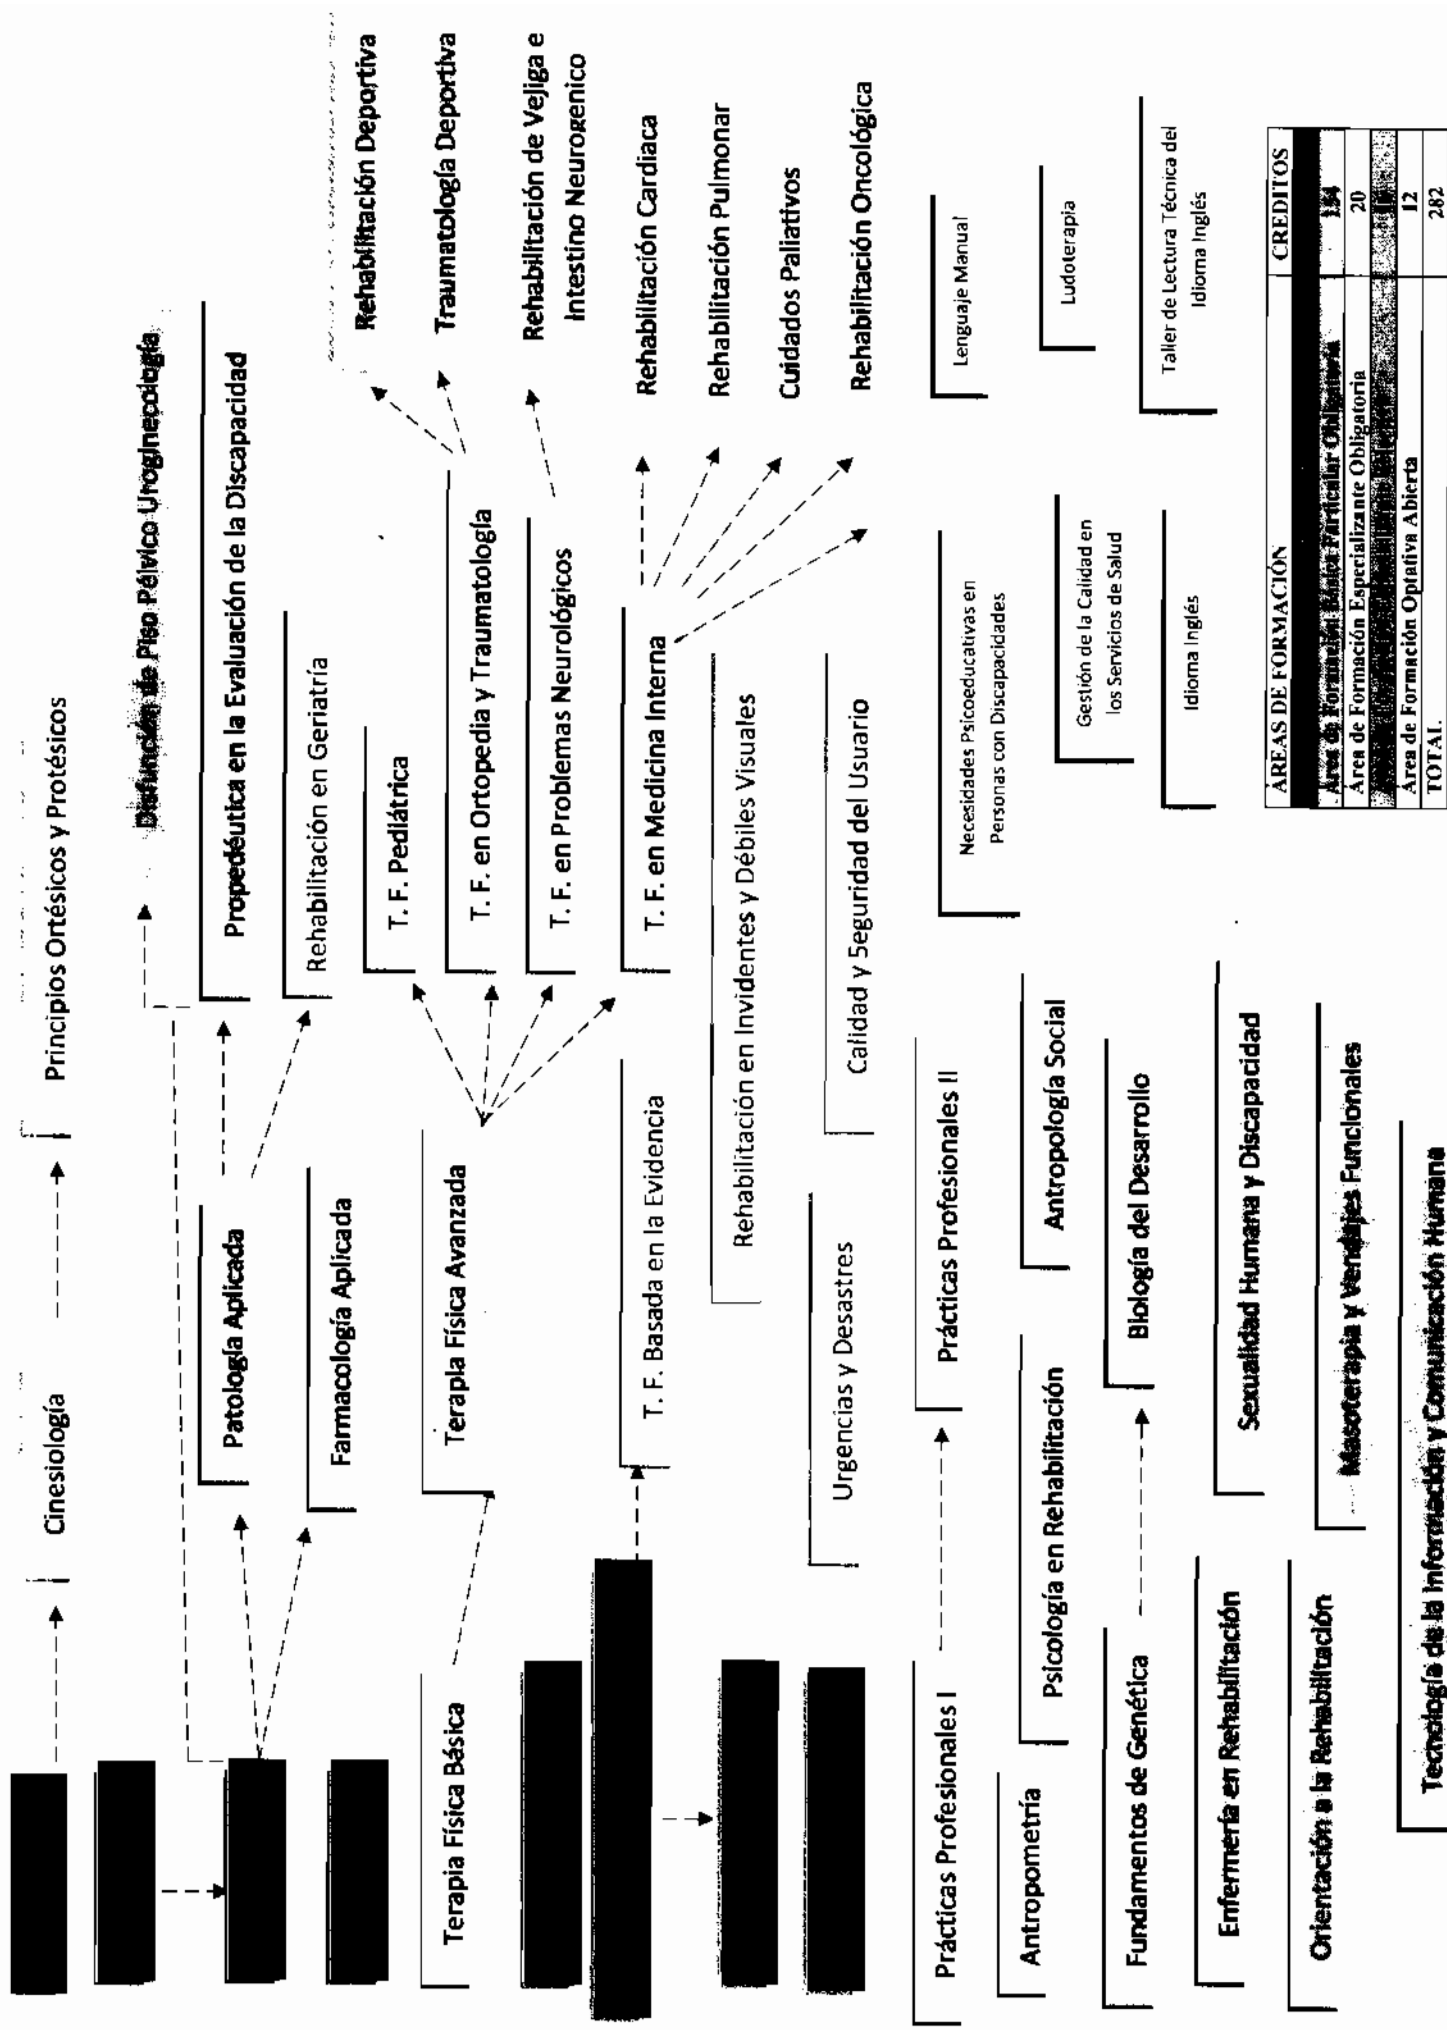 Cinesiología
Principios Ortésicos y Protésicos
Disfunción de Piso Pélvico Uroginecología
Patología Aplicada
Propedéutica en la Evaluación de la Discapacidad
Farmacología Aplicada
Rehabilitación en Geriatría
Terapia Física Básica
Terapia Física Avanzada
T. F. Pediátrica
T. F. en Ortopedia y Traumatología
T. F. en Problemas Neurológicos
T. F. en Medicina Interna
Rehabilitación Deportiva
Traumatología Deportiva
Rehabilitación de Vejiga e
Intestino Neurogenico
Rehabilitación Cardiaca
Rehabilitación Pulmonar
Cuidados Paliativos
Rehabilitación Oncológica
T. F. Basada en la Evidencia
Rehabilitación en Invidentes y Débiles Visuales
Urgencias y Desastres
Calidad y Seguridad del Usuario
Prácticas Profesionales I
Prácticas Profesionales II
Necesidades Psicoeducativas en
Personas con Discapacidades
Lenguaje Manual
Antropometría
Psicología en Rehabilitación
Antropología Social
Gestión de la Calidad en
los Servicios de Salud
Ludoterapia
Fundamentos de Genética
Biología del Desarrollo
Idioma Inglés
Taller de Lectura Técnica del
Idioma Inglés
Enfermería en Rehabilitación
Sexualidad Humana y Discapacidad
Orientación a la Rehabilitación
Masoterapia y Vendajes Funcionales
Tecnología de la Información y Comunicación Humana
ÁREAS DE FORMACIÓN CREDITOS
Área de Formación Básica Particular Obligatoria
Área de Formación Especializante Obligatoria 20
Área de Formación Optativa Abierta 12
TOTAL 282